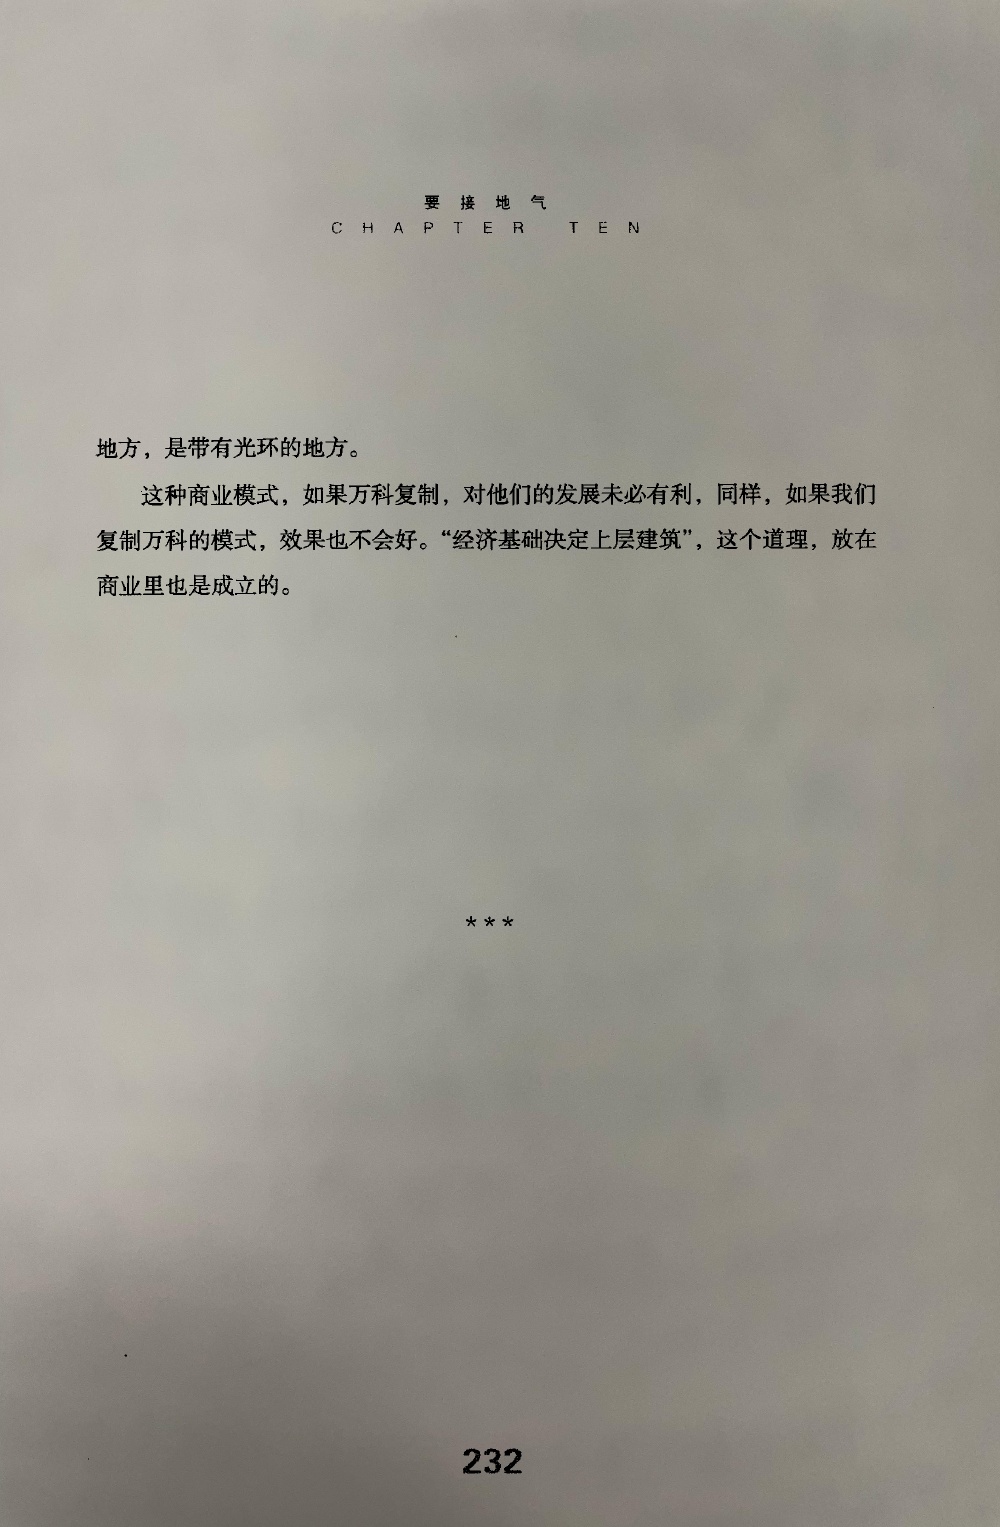 要接地气
CHAPTER TEN
地方，是带有光环的地方。
这种商业模式，如果万科复制，对他们的发展未必有利，同样，如果我们
复制万科的模式，效果也不会好。“经济基础决定上层建筑”，这个道理，放在
商业里也是成立的。
***
232